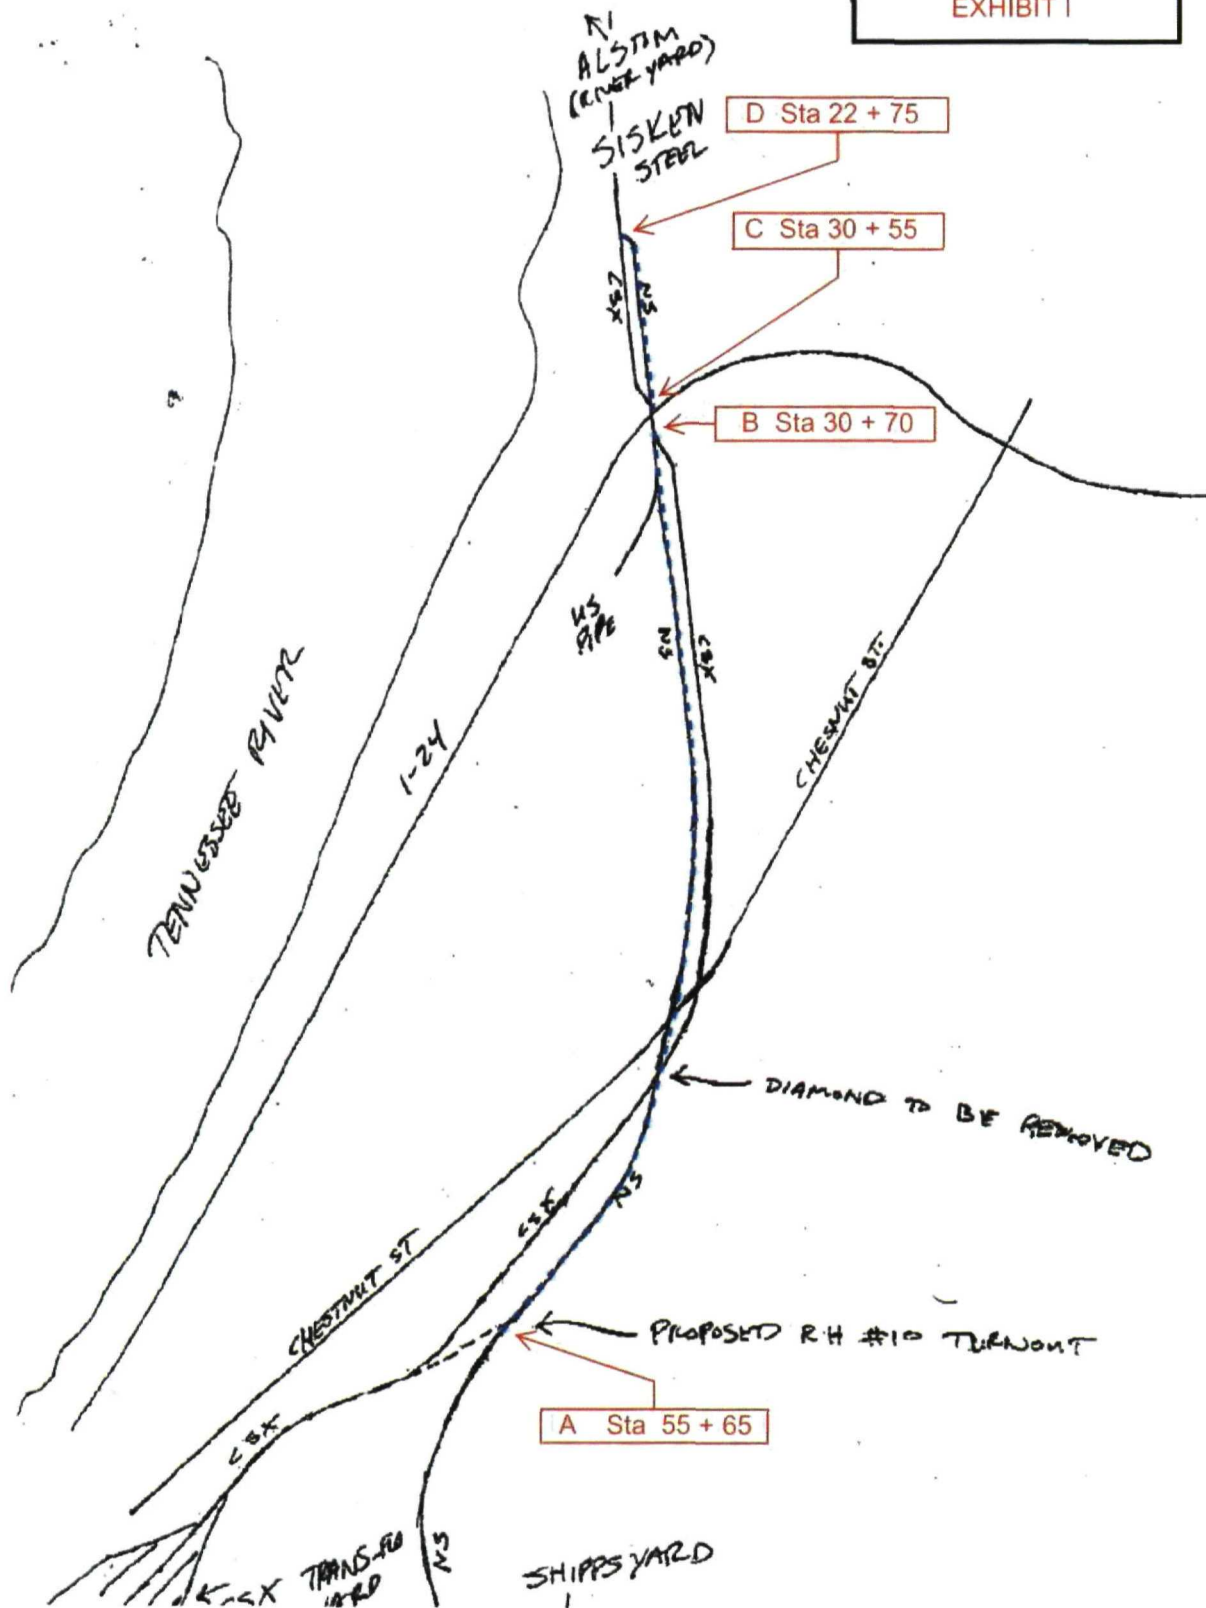 EXHIBIT I
ALSTOM
(RIVER YARD)
SISKEN
STEEL
D Sta 22 + 75
C Sta 30 + 55
CSX
NS
B Sta 30 + 70
US
PIPE
NS
CSX
CHESNUT ST.
I-24
TENNESSEE RIVER
DIAMOND TO BE REMOVED
CSX
NS
CHESTNUT ST
PROPOSED R.H #10 TURNOUT
A Sta 55 + 65
CSX
NS
CSX TRANSFLO
YARD
SHIPPS YARD